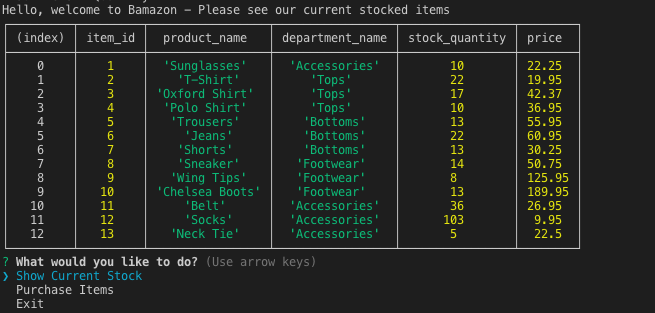 Hello, welcome to Bamazon - Please see our current stocked items
(index) item_id product_name department_name stock_quantity price
0 1 'Sunglasses' 'Accessories' 10 22.25
1 2 'T-Shirt' 'Tops' 22 19.95
2 3 'Oxford Shirt' 'Tops' 17 42.37
3 4 'Polo Shirt' 'Tops' 10 36.95
4 5 'Trousers' 'Bottoms' 13 55.95
5 6 'Jeans' 'Bottoms' 22 60.95
6 7 'Shorts' 'Bottoms' 13 30.25
7 8 'Sneaker' 'Footwear' 14 50.75
8 9 'Wing Tips' 'Footwear' 8 125.95
9 10 'Chelsea Boots' 'Footwear' 13 189.95
10 11 'Belt' 'Accessories' 36 26.95
11 12 'Socks' 'Accessories' 103 9.95
12 13 'Neck Tie' 'Accessories' 5 22.5
? What would you like to do? (Use arrow keys)
❯ Show Current Stock
Purchase Items
Exit